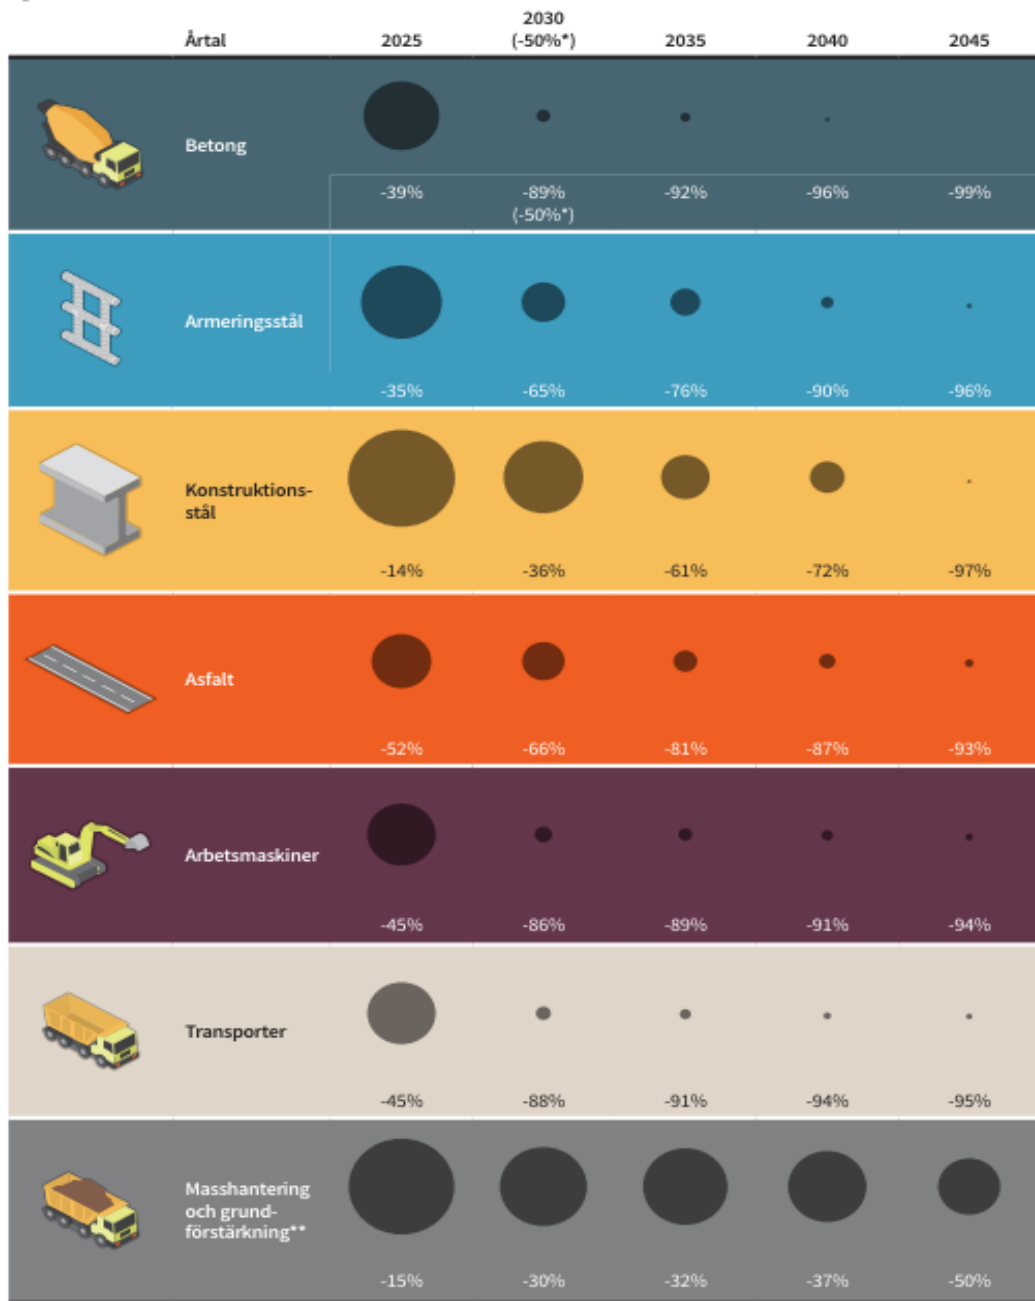 2030
Årtal 2025 (-50%*) 2035 2040 2045
Betong
-39% -89% -92% -96% -99%
(-50%*)
Armeringsstål
-35% -65% -76% -90% -96%
Konstruktions-
stål
-14% -36% -61% -72% -97%
Asfalt
-52% -66% -81% -87% -93%
Arbetsmaskiner
-45% -86% -89% -91% -94%
Transporter
-45% -88% -91% -94% -95%
Masshantering
och grund-
förstärkning**
-15% -30% -32% -37% -50%